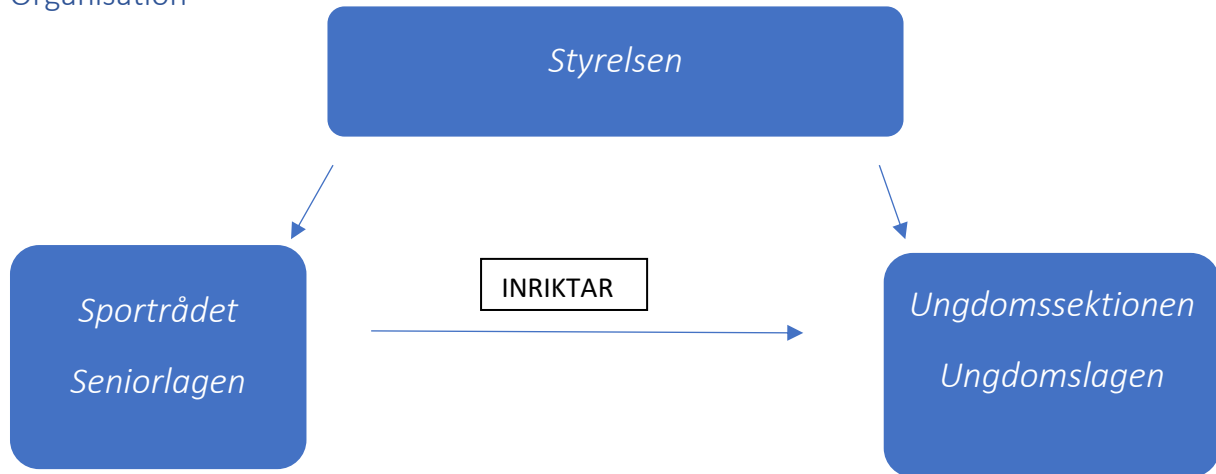 Organisation
Styrelsen
INRIKTAR
Sportrådet
Seniorlagen
Ungdomssektionen
Ungdomslagen